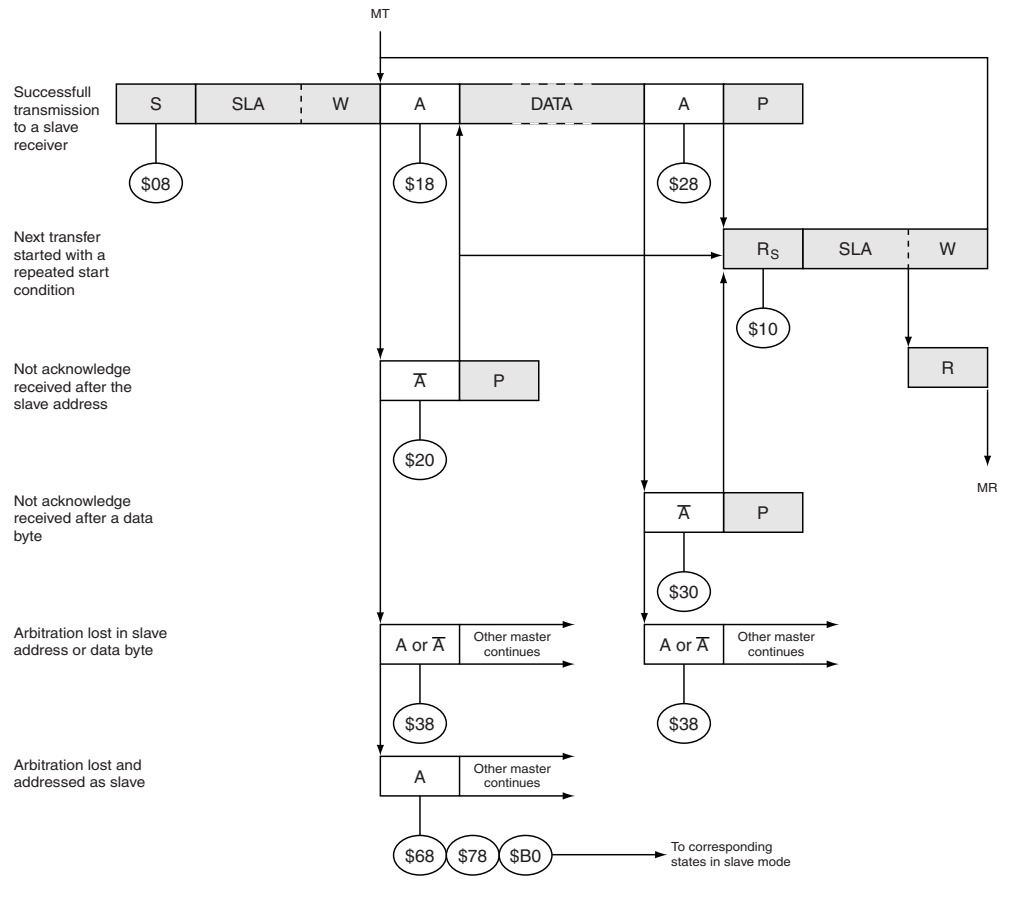 MT
Successfull
transmission
to a slave
receiver
S SLA W A DATA A P
$08 $18 $28
Next transfer
started with a
repeated start
condition
RS SLA W
$10
Not acknowledge
received after the
slave address
A̅ P
R
$20
MR
Not acknowledge
received after a data
byte
A̅ P
$30
Arbitration lost in slave
address or data byte
A or A̅
Other master
continues
A or A̅
Other master
continues
$38 $38
Arbitration lost and
addressed as slave
A
Other master
continues
$68 $78 $B0
To corresponding
states in slave mode